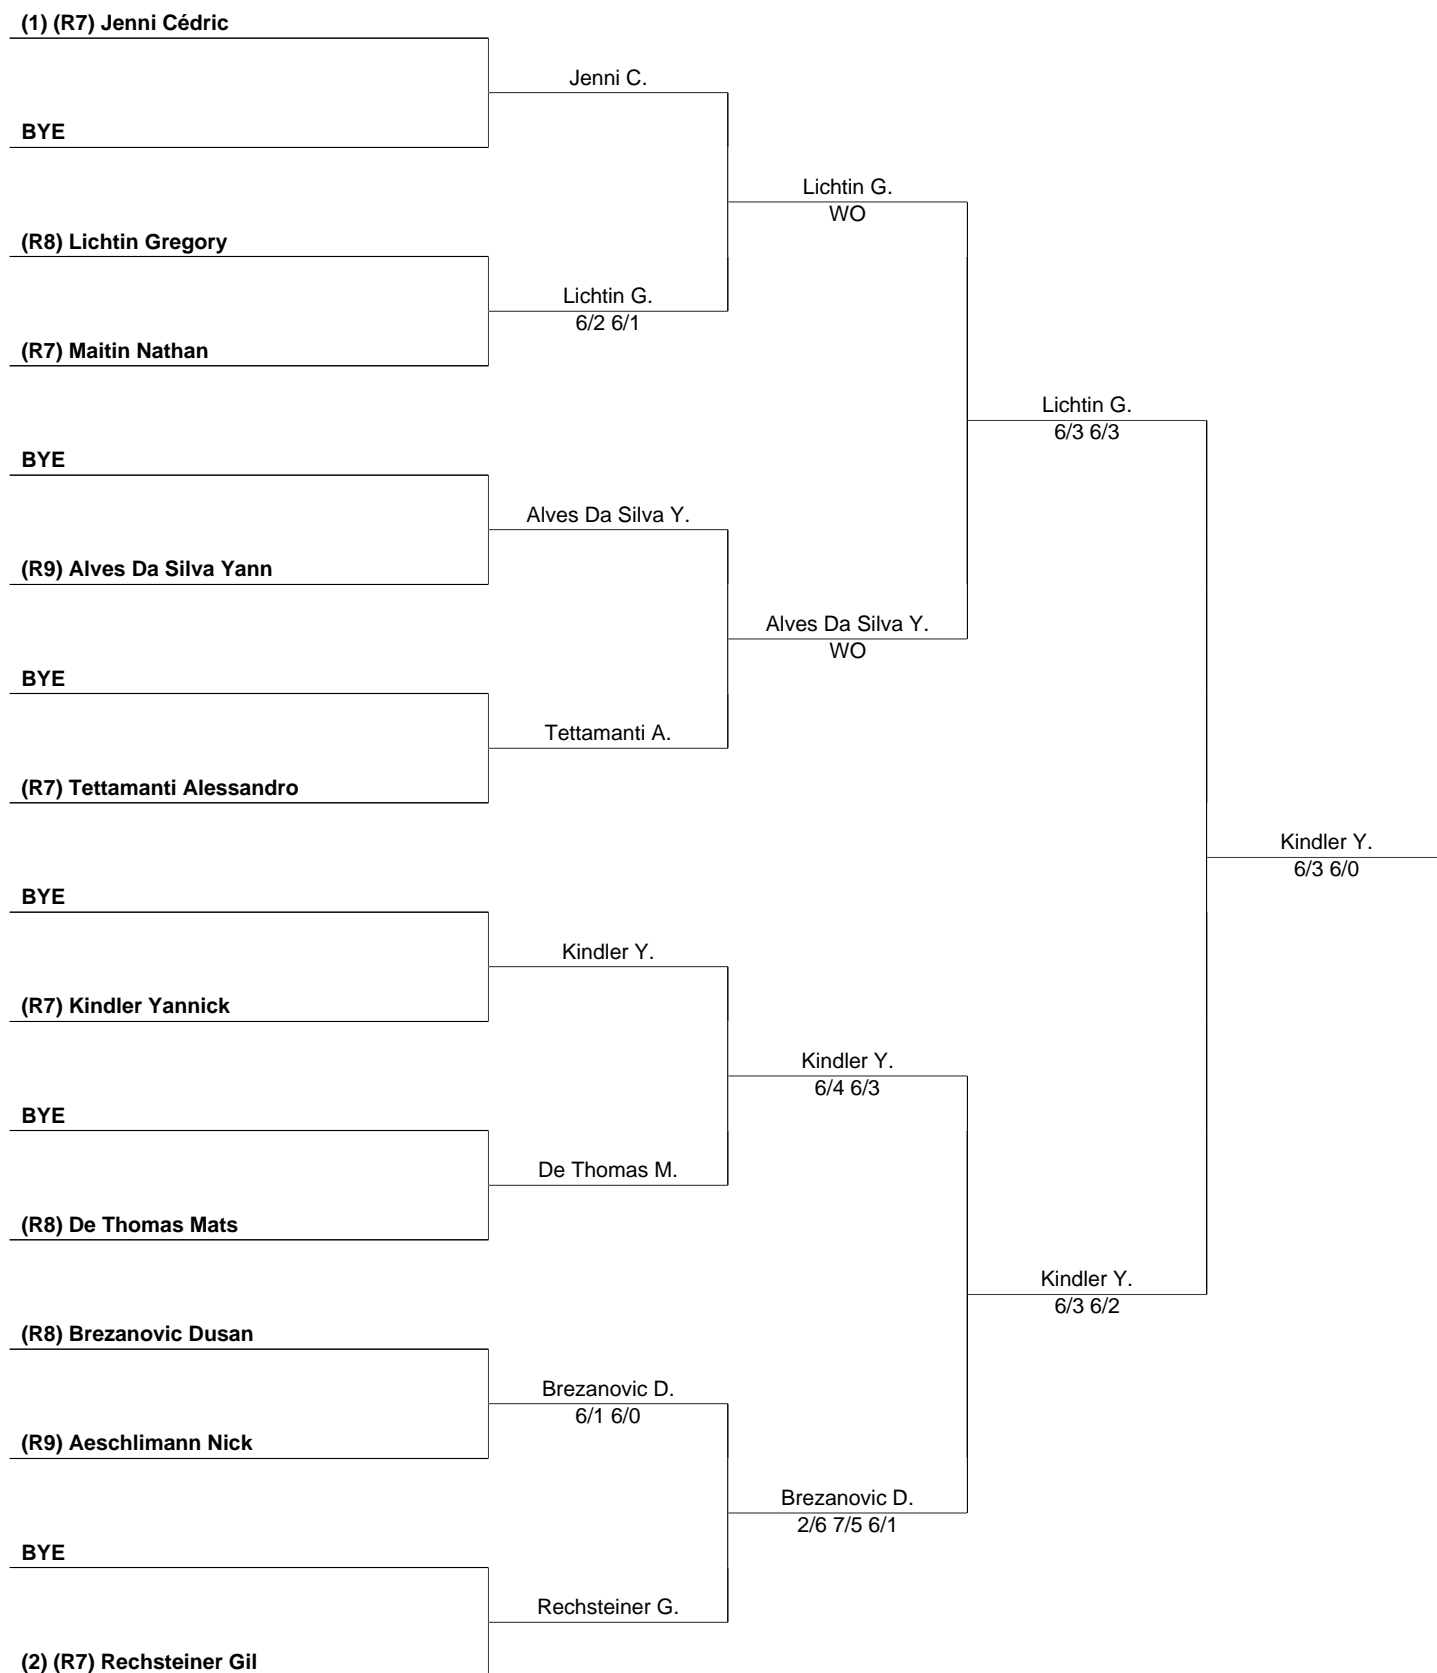 (1) (R7) Jenni Cédric
Jenni C.
BYE
Lichtin G.
WO
(R8) Lichtin Gregory
Lichtin G.
6/2 6/1
(R7) Maitin Nathan
Lichtin G.
6/3 6/3
BYE
Alves Da Silva Y.
(R9) Alves Da Silva Yann
Alves Da Silva Y.
WO
BYE
Tettamanti A.
(R7) Tettamanti Alessandro
Kindler Y.
6/3 6/0
BYE
Kindler Y.
(R7) Kindler Yannick
Kindler Y.
6/4 6/3
BYE
De Thomas M.
(R8) De Thomas Mats
Kindler Y.
6/3 6/2
(R8) Brezanovic Dusan
Brezanovic D.
6/1 6/0
(R9) Aeschlimann Nick
Brezanovic D.
2/6 7/5 6/1
BYE
Rechsteiner G.
(2) (R7) Rechsteiner Gil